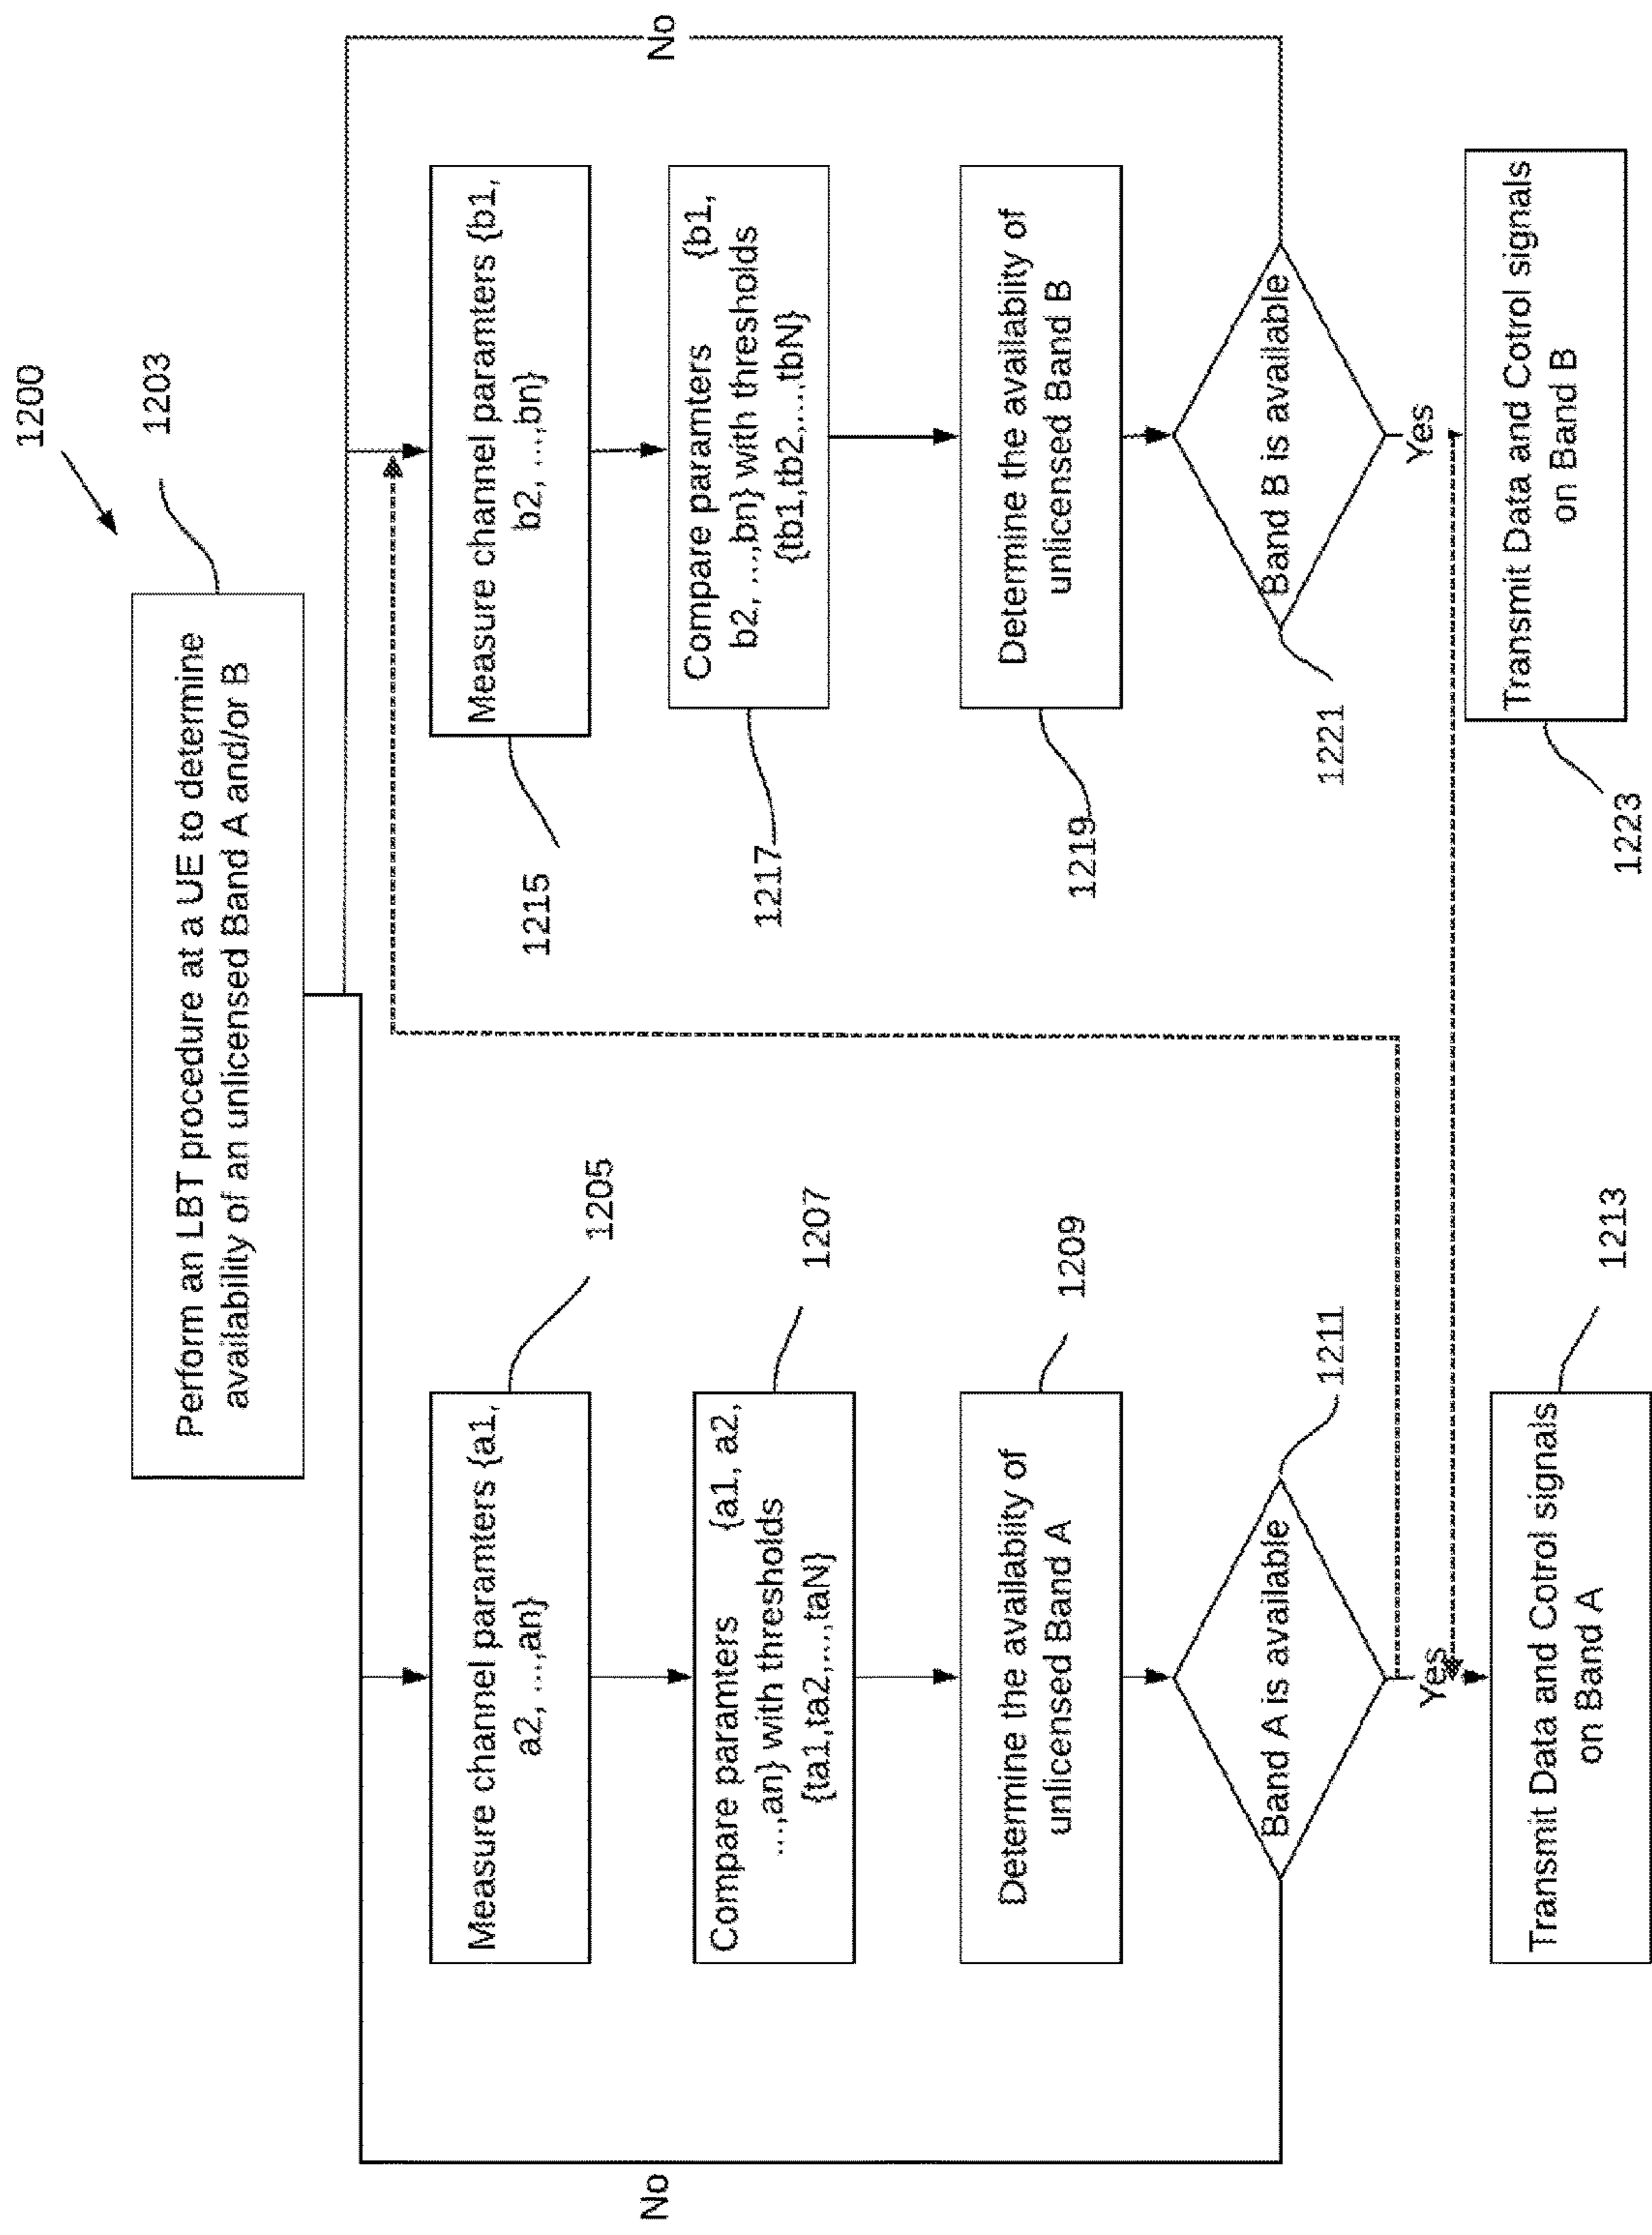 1200
1203
Perform an LBT procedure at a UE to determine
availability of an unlicensed Band A and/or B
Measure channel paramters {a1,
a2, ...,an}
1205
Compare paramters {a1, a2,
...,an} with thresholds
{ta1,ta2,...,taN}
1207
Determine the availability of
unlicensed Band A
1209
Band A is available
1211
No
Yes
Transmit Data and Cotrol signals
on Band A
1213
Measure channel paramters {b1,
b2, ...,bn}
1215
Compare paramters {b1,
b2, ...,bn} with thresholds
{tb1,tb2,...,tbN}
1217
Determine the availabiity of
unlicensed Band B
1219
Band B is available
1221
No
Yes
Transmit Data and Cotrol signals
on Band B
1223